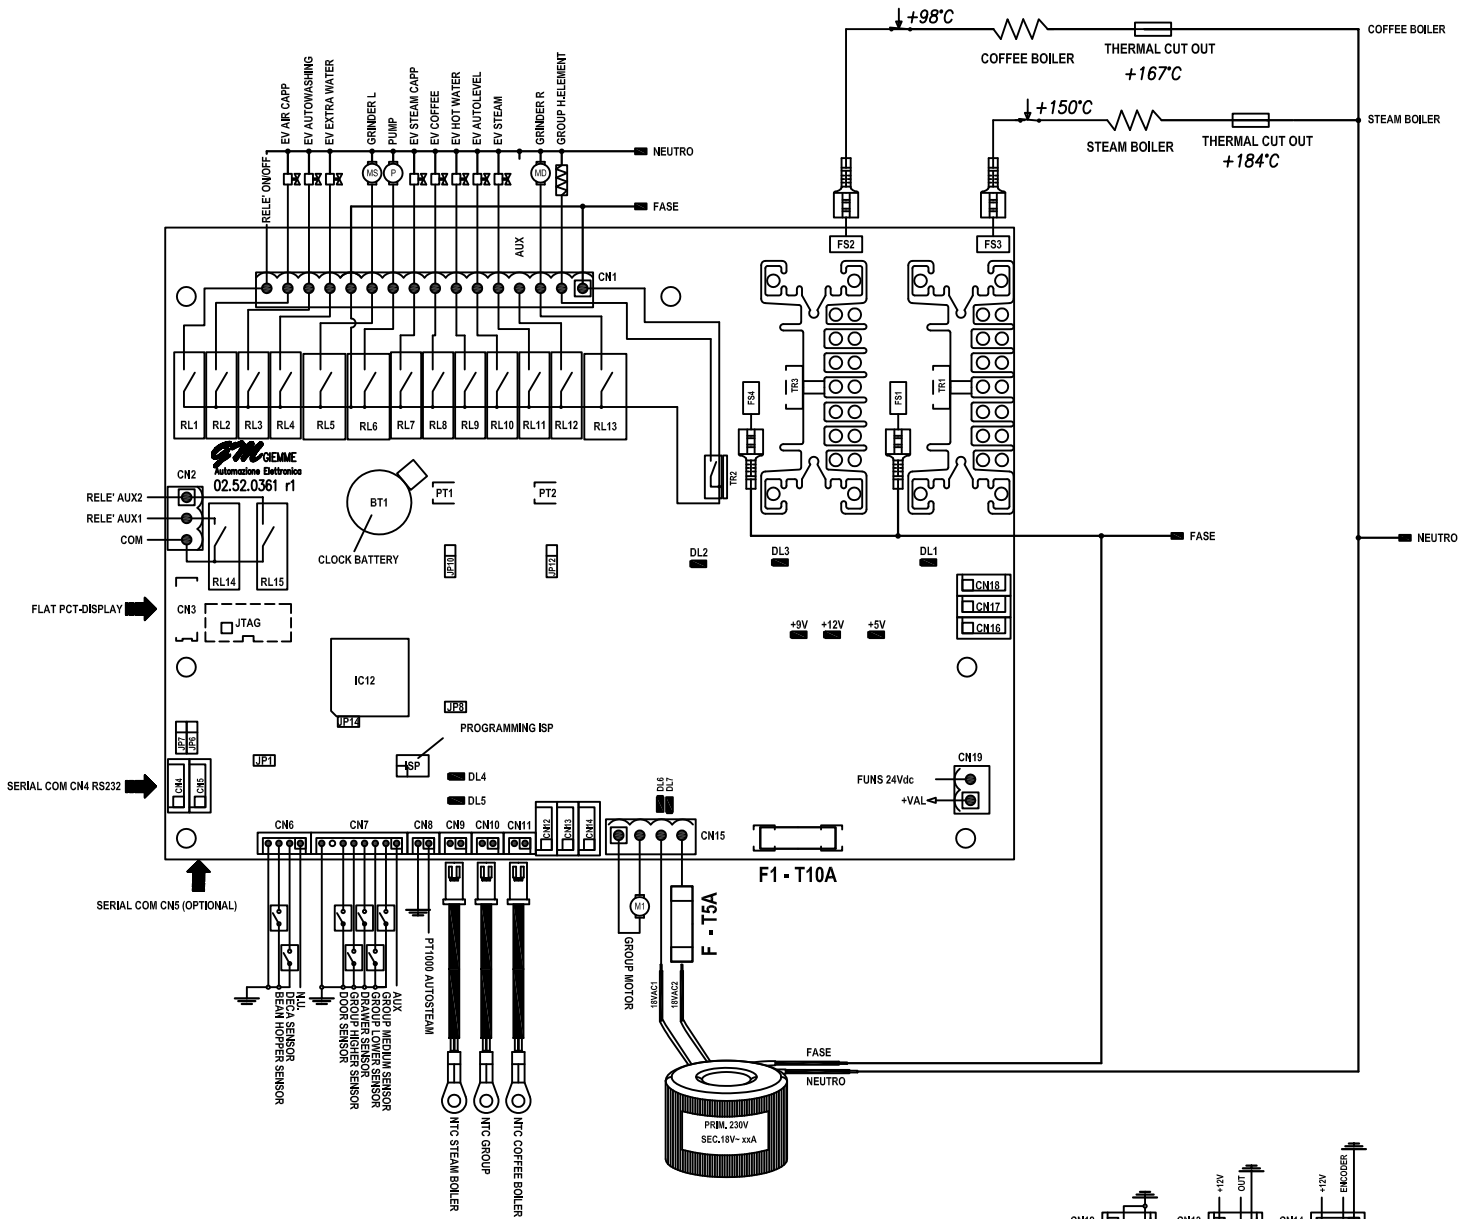 +98°C
COFFEE BOILER
COFFEE BOILER
THERMAL CUT OUT
+167°C
+150°C
STEAM BOILER
STEAM BOILER
THERMAL CUT OUT
+184°C
RELE' ON/OFF
EV AIR CAPP
EV AUTOWASHING
EV EXTRA WATER
GRINDER L
PUMP
EV STEAM CAPP
EV COFFEE
EV HOT WATER
EV AUTOLEVEL
EV STEAM
GRINDER R
GROUP H.ELEMENT
MS
P
MD
NEUTRO
FASE
AUX
CN1
FS2
FS3
TR3
TR1
FS4
FS1
RL1
RL2
RL3
RL4
RL5
RL6
RL7
RL8
RL9
RL10
RL11
RL12
RL13
TR2
GM GIEMME
Automazione Elettronica
02.52.0361 r1
CN2
RELE' AUX2
RELE' AUX1
COM
RL14
RL15
BT1
CLOCK BATTERY
PT1
PT2
JP10
JP12
FASE
NEUTRO
DL2
DL3
DL1
CN18
CN17
CN16
FLAT PCT-DISPLAY
CN3
JTAG
+9V
+12V
+5V
IC12
JP14
JP8
PROGRAMMING ISP
ISP
JP7
JP6
JP1
SERIAL COM CN4 RS232
CN4
CN5
DL4
DL5
DL6
DL7
CN19
FUNS 24Vdc
+VAL
CN6
CN7
CN8
CN9
CN10
CN11
CN12
CN13
CN14
CN15
F1 - T10A
SERIAL COM CN5 (OPTIONAL)
M1
GROUP MOTOR
F - T5A
18VAC1
18VAC2
BEAN HOPPER SENSOR
DECA SENSOR
N.U.
DOOR SENSOR
GROUP HIGHER SENSOR
DRAWER SENSOR
GROUP LOWER SENSOR
GROUP MEDIUM SENSOR
AUX
PT1000 AUTOSTEAM
NTC STEAM BOILER
NTC GROUP
NTC COFFEE BOILER
FASE
NEUTRO
PRIM. 230V
SEC.18V~ xxA
+12V
OUT
+12V
ENCODER